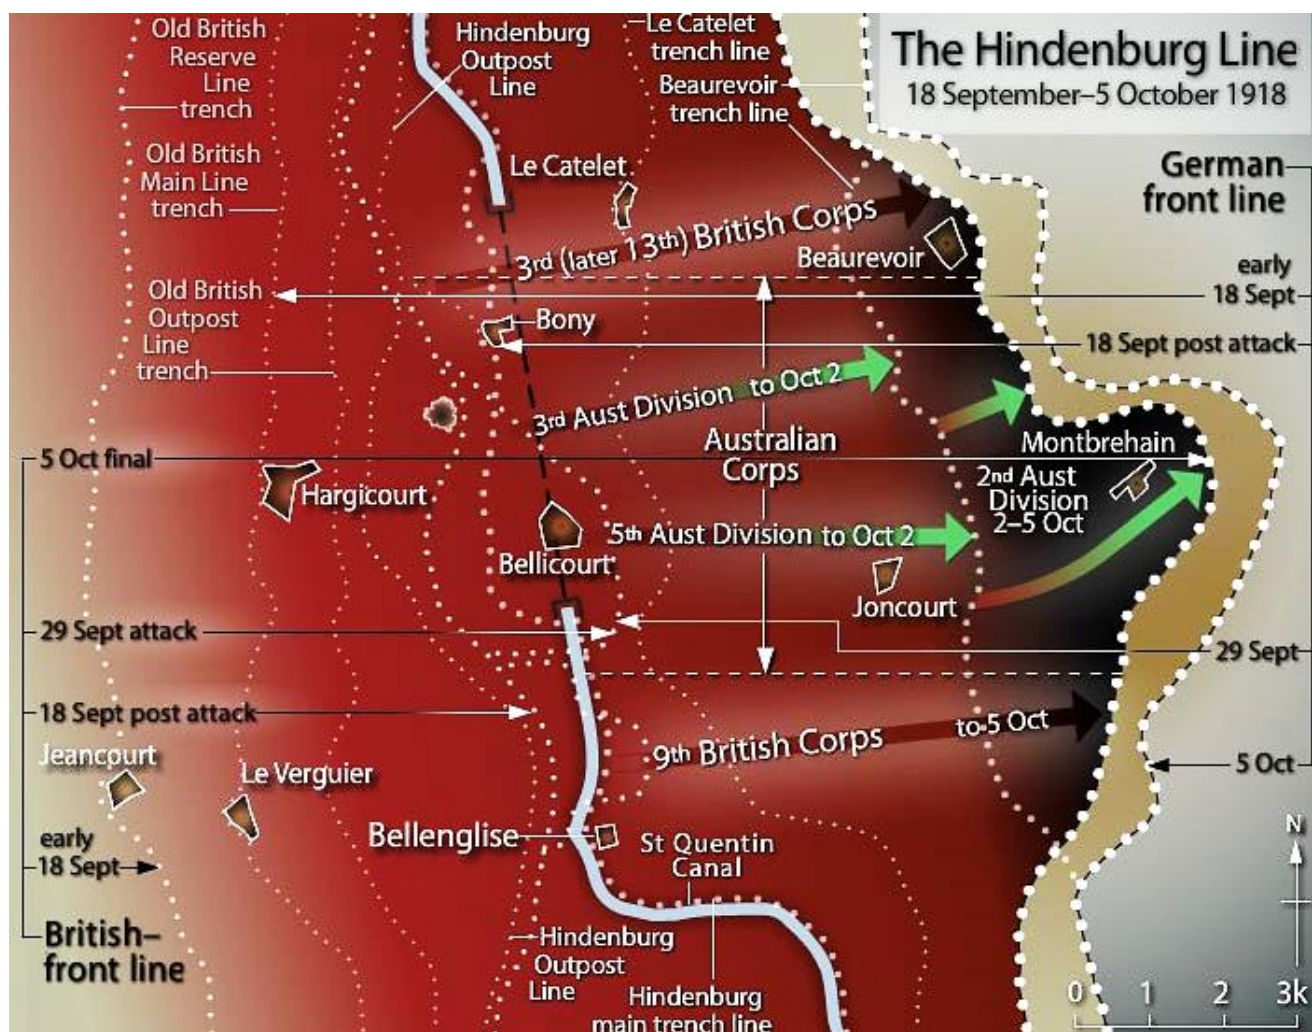 The Hindenburg Line
18 September–5 October 1918
Old British
Reserve
Line
trench
Hindenburg
Outpost
Line
Le Catelet
trench line
Beaurevoir
trench line
Old British
Main Line
trench
Le Catelet
German
front line
3rd (later 13th) British Corps
Beaurevoir
early
18 Sept
Old British
Outpost
Line
trench
Bony
18 Sept post attack
3rd Aust Division to Oct 2
Australian
Corps
Montbrehain
5 Oct final
Hargicourt
2nd Aust
Division
2–5 Oct
5th Aust Division to Oct 2
Bellicourt
Joncourt
29 Sept attack
29 Sept
18 Sept post attack
9th British Corps to 5 Oct
Jeancourt
Le Verguier
5 Oct
Bellenglise
St Quentin
Canal
N
early
18 Sept
British–
front line
Hindenburg
Outpost
Line
Hindenburg
main trench line
0 1 2 3k